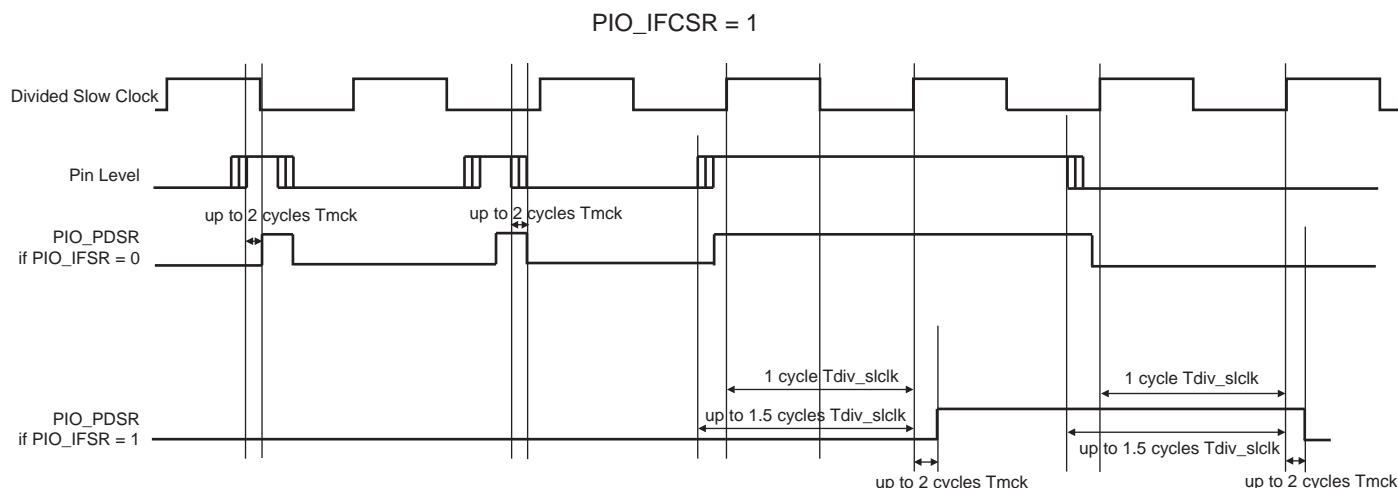 PIO_IFCSR = 1
Divided Slow Clock
Pin Level
up to 2 cycles Tmck
up to 2 cycles Tmck
PIO_PDSR
if PIO_IFSR = 0
1 cycle Tdiv_slclk
1 cycle Tdiv_slclk
PIO_PDSR
if PIO_IFSR = 1
up to 1.5 cycles Tdiv_slclk
up to 1.5 cycles Tdiv_slclk
up to 2 cycles Tmck
up to 2 cycles Tmck